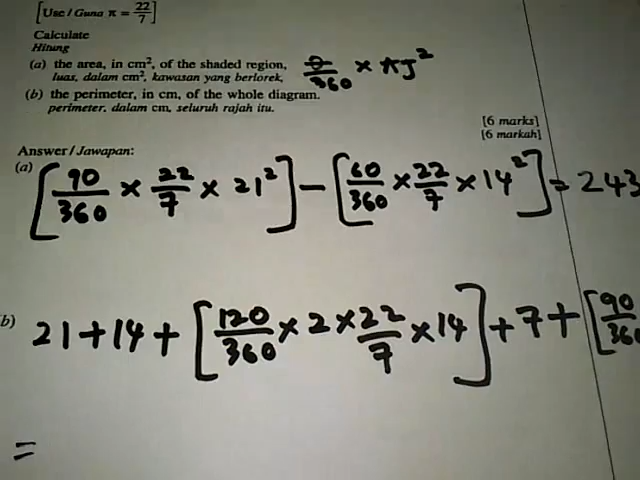 [Use / Guna π = 22/7]
Calculate
Hitung
(a) the area, in cm², of the shaded region,
luas, dalam cm², kawasan yang berlorek,
θ/360 × πj²
(b) the perimeter, in cm, of the whole diagram.
perimeter, dalam cm, seluruh rajah itu.
[6 marks]
[6 markah]
Answer / Jawapan:
(a) [90/360 × 22/7 × 21²] - [60/360 × 22/7 × 14²] = 243
b) 21 + 14 + [120/360 × 2 × 22/7 × 14] + 7 + [90/360
=